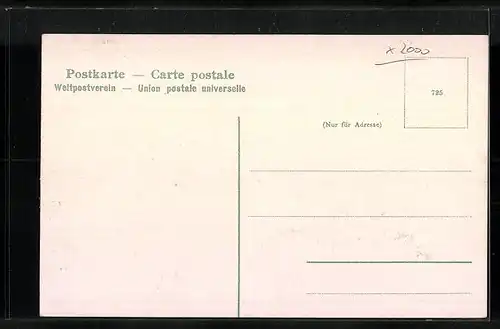 x 2000
Postkarte — Carte postale
Weltpostverein — Union postale universelle
725
(Nur für Adresse)